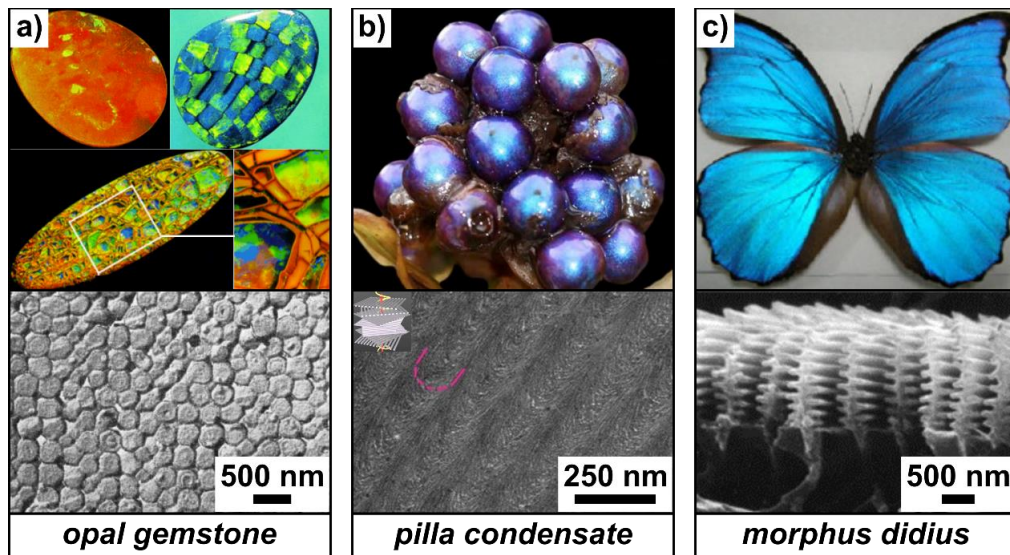 a)
b)
c)
500 nm
250 nm
500 nm
opal gemstone
pilla condensate
morphus didius